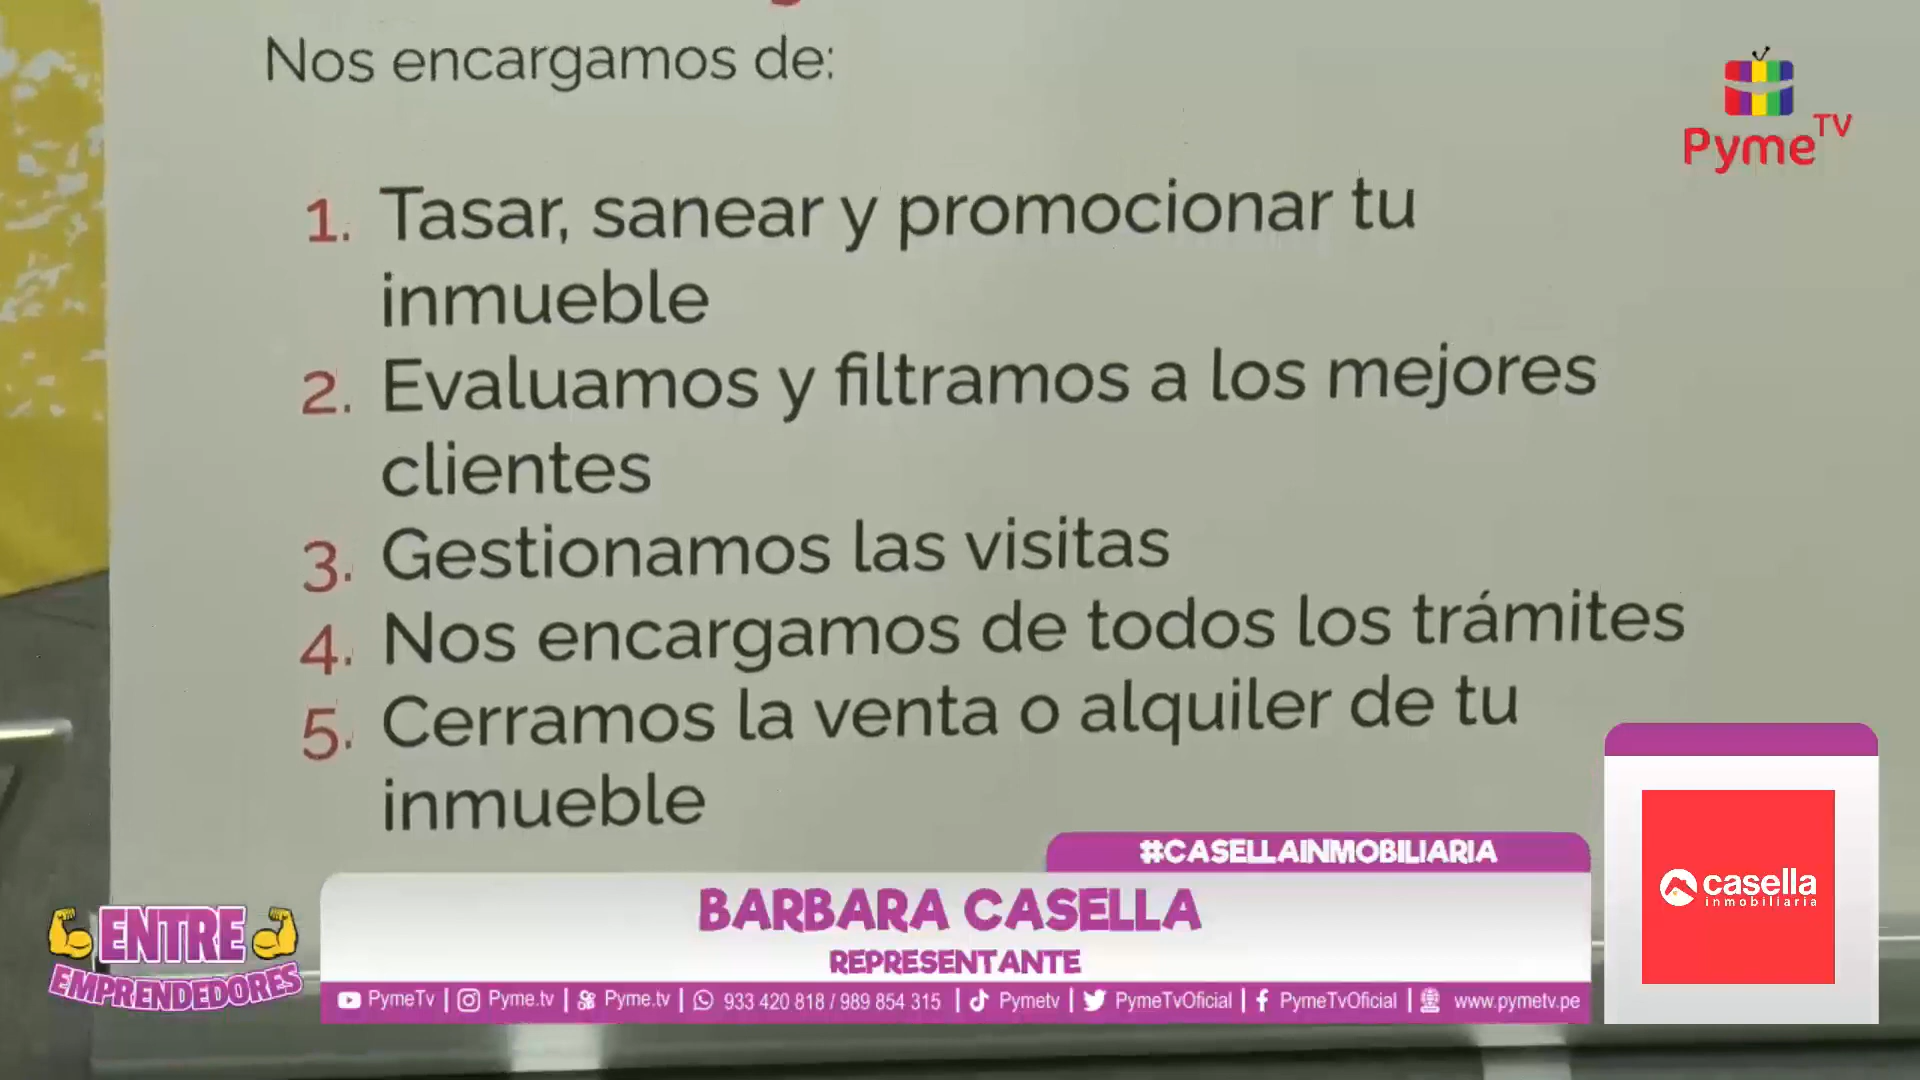 Nos encargamos de:
Pyme TV
1. Tasar, sanear y promocionar tu
inmueble
2. Evaluamos y filtramos a los mejores
clientes
3. Gestionamos las visitas
4. Nos encargamos de todos los trámites
5. Cerramos la venta o alquiler de tu
inmueble
#CASELLAINMOBILIARIA
BARBARA CASELLA
REPRESENTANTE
casella
inmobiliaria
ENTRE
EMPRENDEDORES
PymeTv | Pyme.tv | Pyme.tv | 933 420 818 / 989 854 315 | Pymetv | PymeTvOficial | PymeTvOficial | www.pymetv.pe